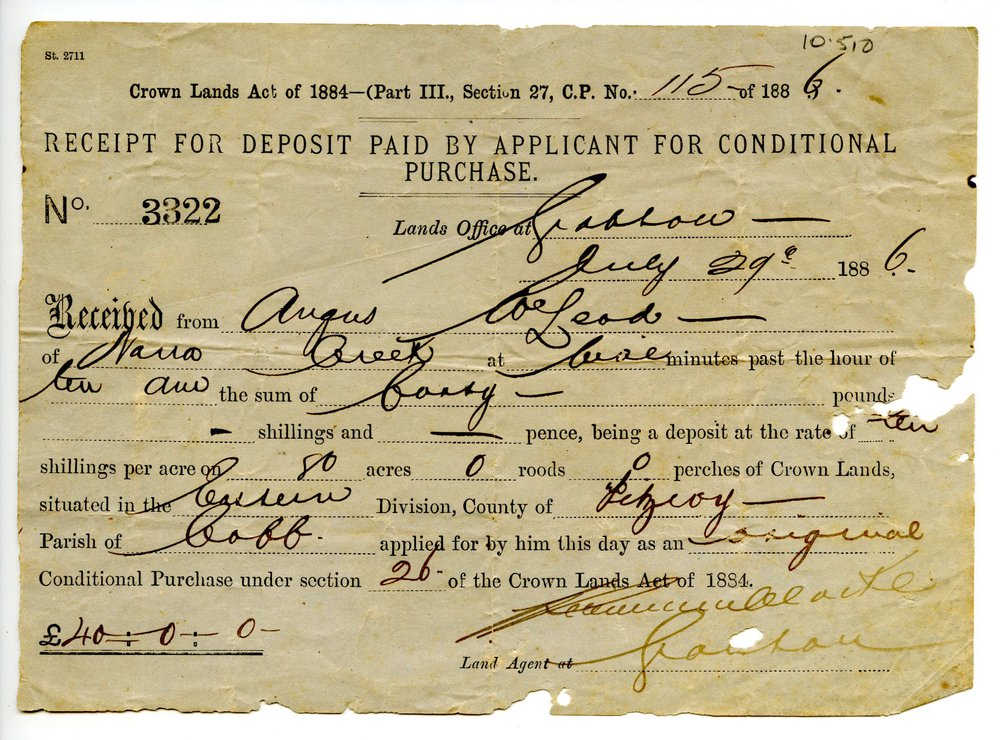 St. 2711
10.510
Crown Lands Act of 1884—(Part III., Section 27, C.P. No. 115 of 1886.
RECEIPT FOR DEPOSIT PAID BY APPLICANT FOR CONDITIONAL
PURCHASE.
No. 3322
Lands Office at Grafton —
July 29th 1886.
Received from Angus McLeod —
of Nana Creek at five minutes past the hour of
ten am the sum of Forty — pounds
- shillings and — pence, being a deposit at the rate of ten
shillings per acre on 80 acres 0 roods 0 perches of Crown Lands,
situated in the Eastern Division, County of Fitzroy —
Parish of Cobb. applied for by him this day as an original
Conditional Purchase under section 26 of the Crown Lands Act of 1884.
£40 : 0 : 0 -
Land Agent at Grafton